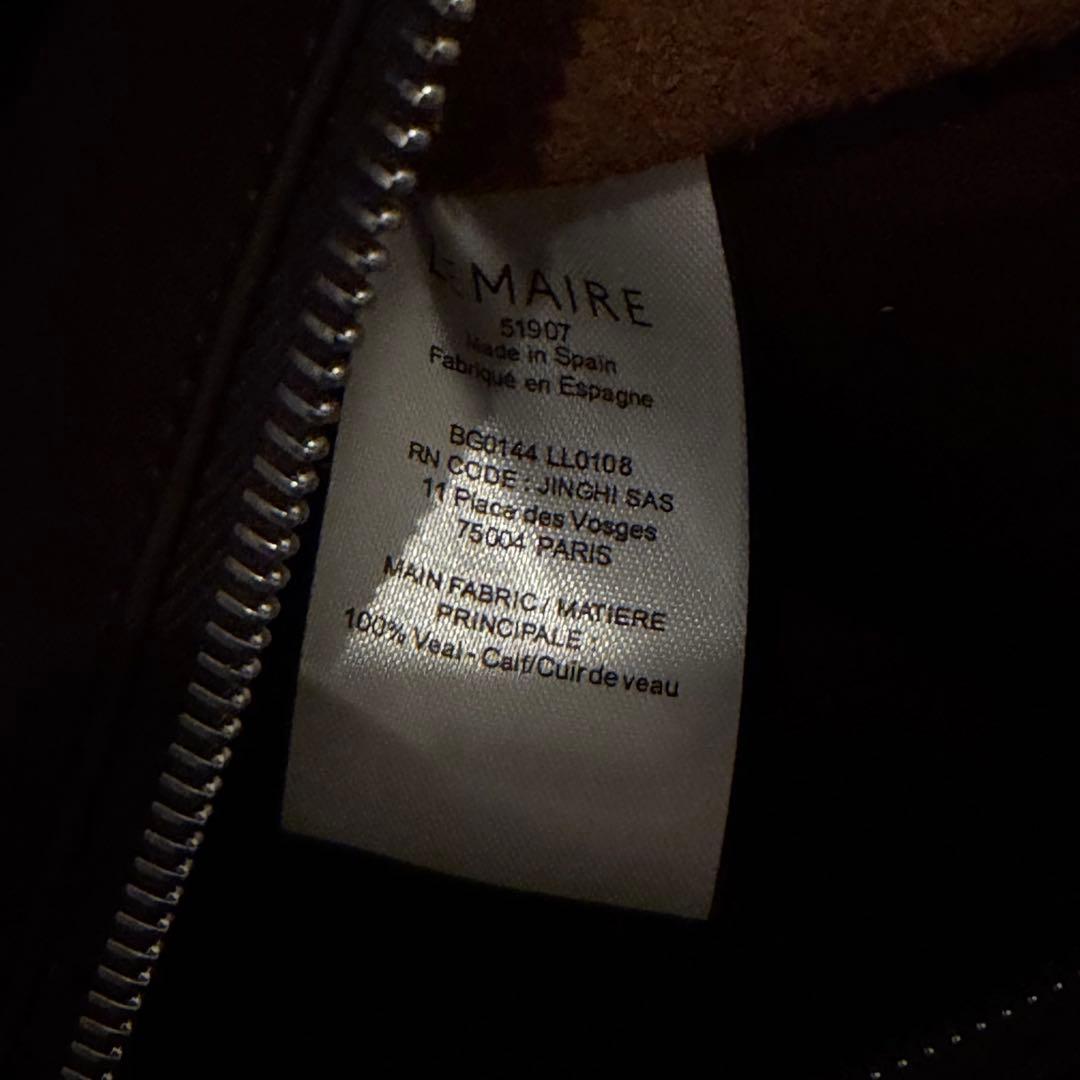 LEMAIRE
51907
Made in Spain
Fabriqué en Espagne
BG0144 LL0108
RN CODE : JINGHI SAS
11 Place des Vosges
75004 PARIS
MAIN FABRIC / MATIERE
PRINCIPALE :
100% Veal - Calf/Cuir de veau